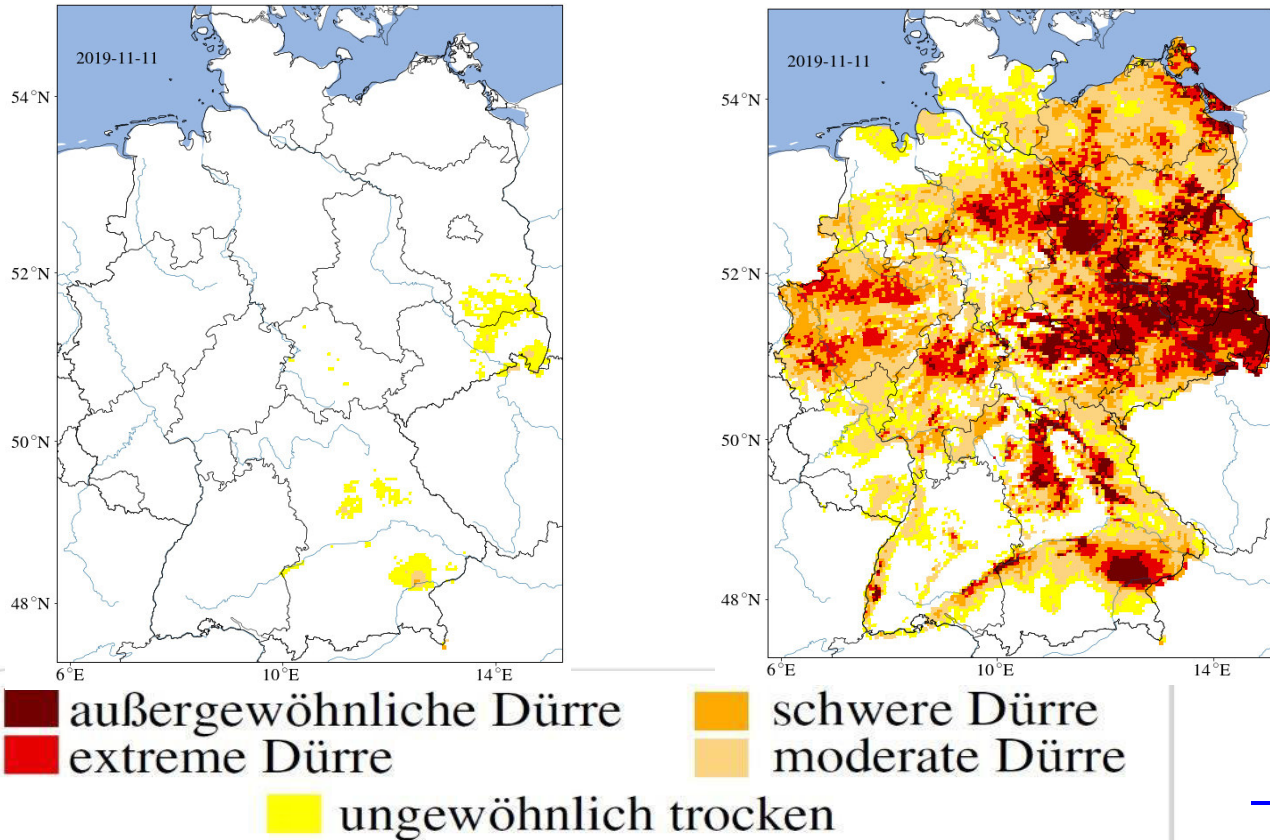 2019-11-11
54°N
52°N
50°N
48°N
6°E
10°E
14°E
2019-11-11
54°N
52°N
50°N
48°N
6°E
10°E
14°E
außergewöhnliche Dürre
schwere Dürre
extreme Dürre
moderate Dürre
ungewöhnlich trocken